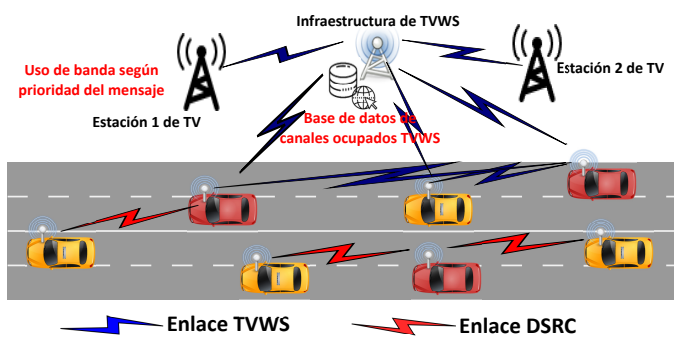 Infraestructura de TVWS
Uso de banda según
prioridad del mensaje
Estación 1 de TV
Estación 2 de TV
Base de datos de
canales ocupados TVWS
Enlace TVWS
Enlace DSRC